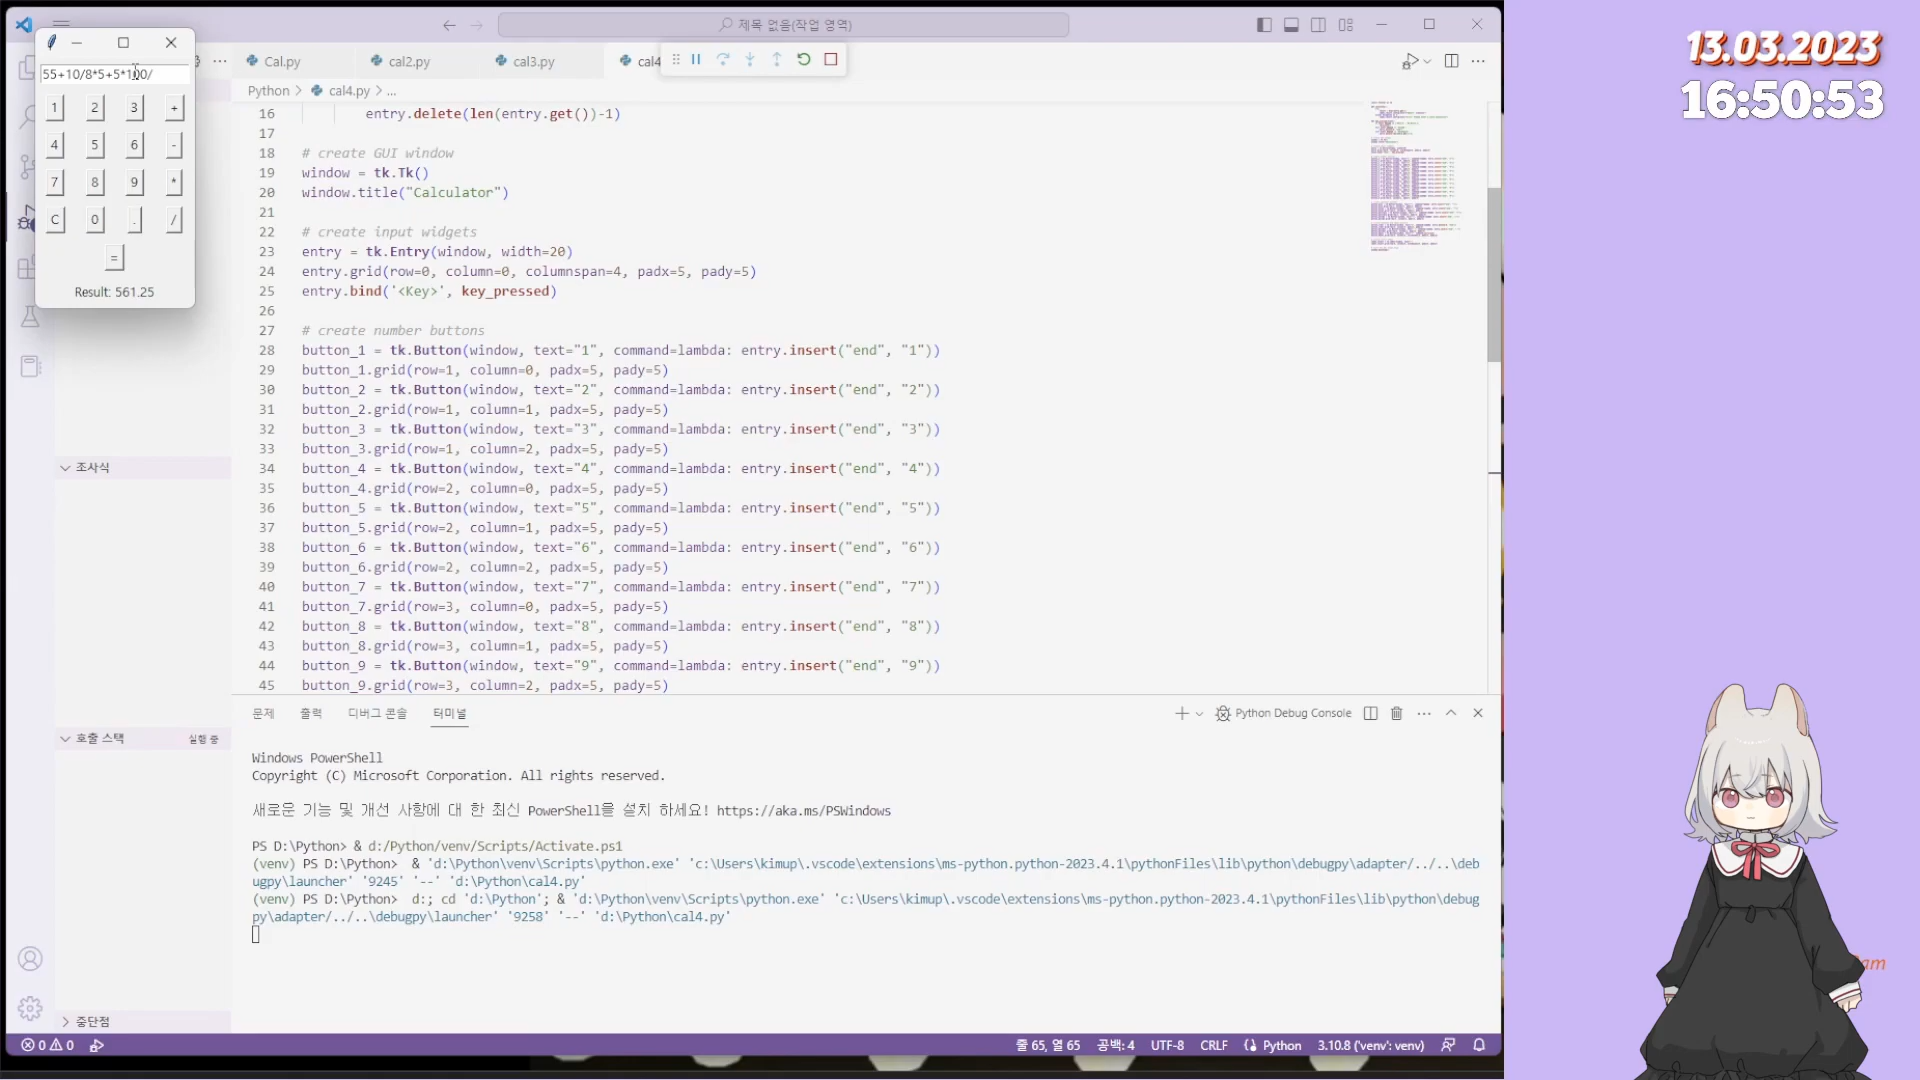 제목 없음(작업 영역)
13.03.2023
16:50:53
55+10/8*5+5*100/
1 2 3 +
4 5 6 -
7 8 9 *
C 0 . /
=
Result: 561.25
Cal.py cal2.py cal3.py cal4
Python > cal4.py > ...
16 entry.delete(len(entry.get())-1)
17
18 # create GUI window
19 window = tk.Tk()
20 window.title("Calculator")
21
22 # create input widgets
23 entry = tk.Entry(window, width=20)
24 entry.grid(row=0, column=0, columnspan=4, padx=5, pady=5)
25 entry.bind('<Key>', key_pressed)
26
27 # create number buttons
28 button_1 = tk.Button(window, text="1", command=lambda: entry.insert("end", "1"))
29 button_1.grid(row=1, column=0, padx=5, pady=5)
30 button_2 = tk.Button(window, text="2", command=lambda: entry.insert("end", "2"))
31 button_2.grid(row=1, column=1, padx=5, pady=5)
32 button_3 = tk.Button(window, text="3", command=lambda: entry.insert("end", "3"))
33 button_3.grid(row=1, column=2, padx=5, pady=5)
34 button_4 = tk.Button(window, text="4", command=lambda: entry.insert("end", "4"))
35 button_4.grid(row=2, column=0, padx=5, pady=5)
36 button_5 = tk.Button(window, text="5", command=lambda: entry.insert("end", "5"))
37 button_5.grid(row=2, column=1, padx=5, pady=5)
38 button_6 = tk.Button(window, text="6", command=lambda: entry.insert("end", "6"))
39 button_6.grid(row=2, column=2, padx=5, pady=5)
40 button_7 = tk.Button(window, text="7", command=lambda: entry.insert("end", "7"))
41 button_7.grid(row=3, column=0, padx=5, pady=5)
42 button_8 = tk.Button(window, text="8", command=lambda: entry.insert("end", "8"))
43 button_8.grid(row=3, column=1, padx=5, pady=5)
44 button_9 = tk.Button(window, text="9", command=lambda: entry.insert("end", "9"))
45 button_9.grid(row=3, column=2, padx=5, pady=5)
조사식
호출 스택 실행 중
중단점
문제 출력 디버그 콘솔 터미널
Python Debug Console
Windows PowerShell
Copyright (C) Microsoft Corporation. All rights reserved.
새로운 기능 및 개선 사항에 대 한 최신 PowerShell을 설치 하세요! https://aka.ms/PSWindows
PS D:\Python> & d:/Python/venv/Scripts/Activate.ps1
(venv) PS D:\Python>  & 'd:\Python\venv\Scripts\python.exe' 'c:\Users\kimup\.vscode\extensions\ms-python.python-2023.4.1\pythonFiles\lib\python\debugpy\adapter/../..\deb
ugpy\launcher' '9245' '--' 'd:\Python\cal4.py'
(venv) PS D:\Python>  d:; cd 'd:\Python'; & 'd:\Python\venv\Scripts\python.exe' 'c:\Users\kimup\.vscode\extensions\ms-python.python-2023.4.1\pythonFiles\lib\python\debug
py\adapter/../..\debugpy\launcher' '9258' '--' 'd:\Python\cal4.py'
0 0
줄 65, 열 65 공백: 4 UTF-8 CRLF Python 3.10.8 ('venv': venv)